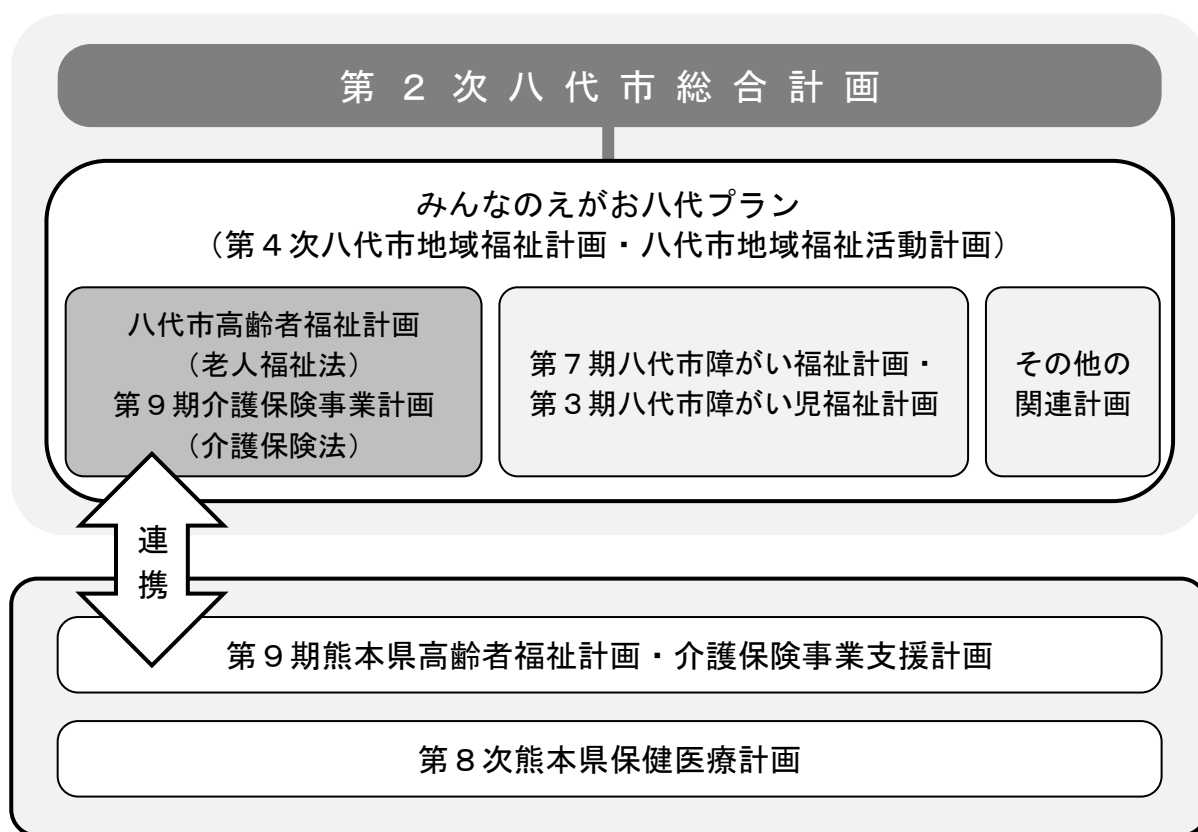 第２次八代市総合計画
みんなのえがお八代プラン
（第４次八代市地域福祉計画・八代市地域福祉活動計画）
八代市高齢者福祉計画
（老人福祉法）
第９期介護保険事業計画
（介護保険法）
第７期八代市障がい福祉計画・
第３期八代市障がい児福祉計画
その他の
関連計画
連
携
第９期熊本県高齢者福祉計画・介護保険事業支援計画
第８次熊本県保健医療計画